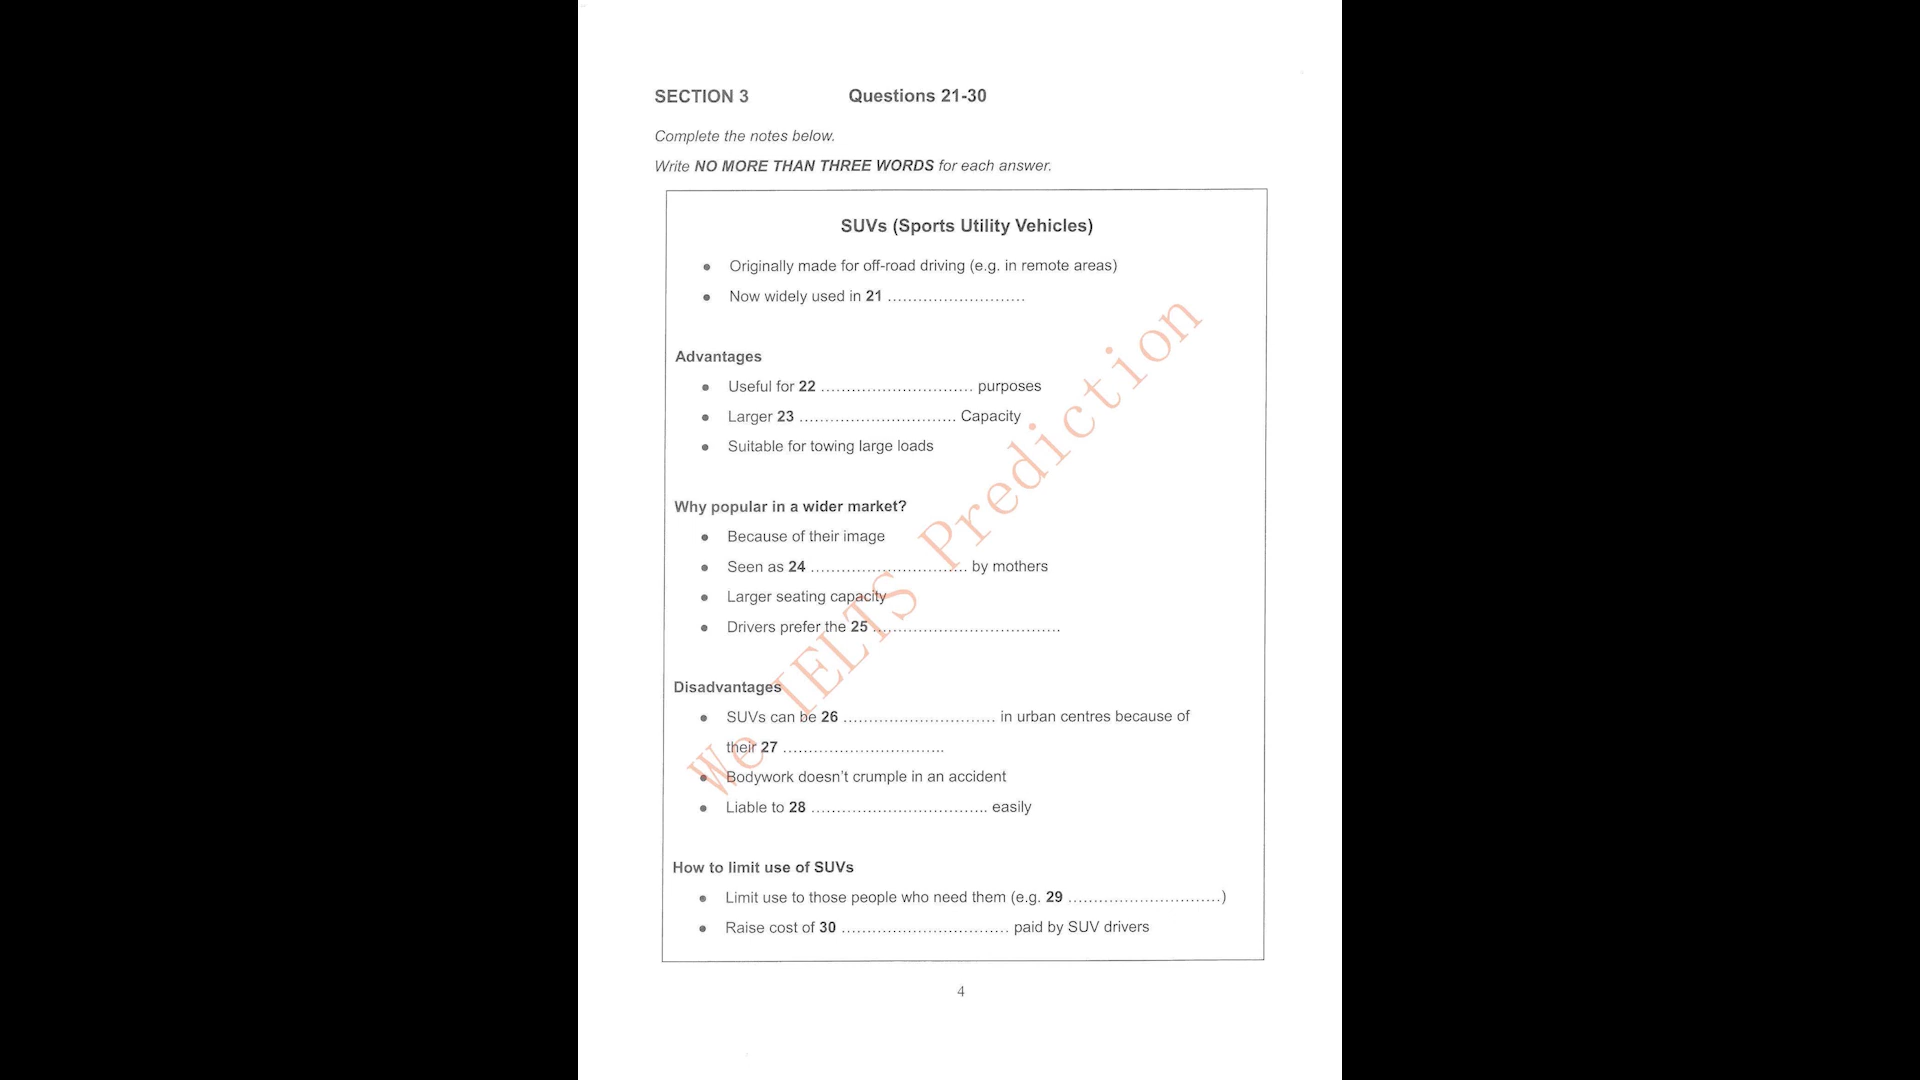 SECTION 3 Questions 21-30
Complete the notes below.
Write NO MORE THAN THREE WORDS for each answer.
SUVs (Sports Utility Vehicles)
• Originally made for off-road driving (e.g. in remote areas)
• Now widely used in 21 ...........................
Advantages
• Useful for 22 .............................. purposes
• Larger 23 ............................... Capacity
• Suitable for towing large loads
Why popular in a wider market?
• Because of their image
• Seen as 24 ............................... by mothers
• Larger seating capacity
• Drivers prefer the 25 .....................................
Disadvantages
• SUVs can be 26 .............................. in urban centres because of
their 27 ................................
• Bodywork doesn't crumple in an accident
• Liable to 28 ................................... easily
How to limit use of SUVs
• Limit use to those people who need them (e.g. 29 ..............................)
• Raise cost of 30 ................................. paid by SUV drivers
4
We IELTS Prediction